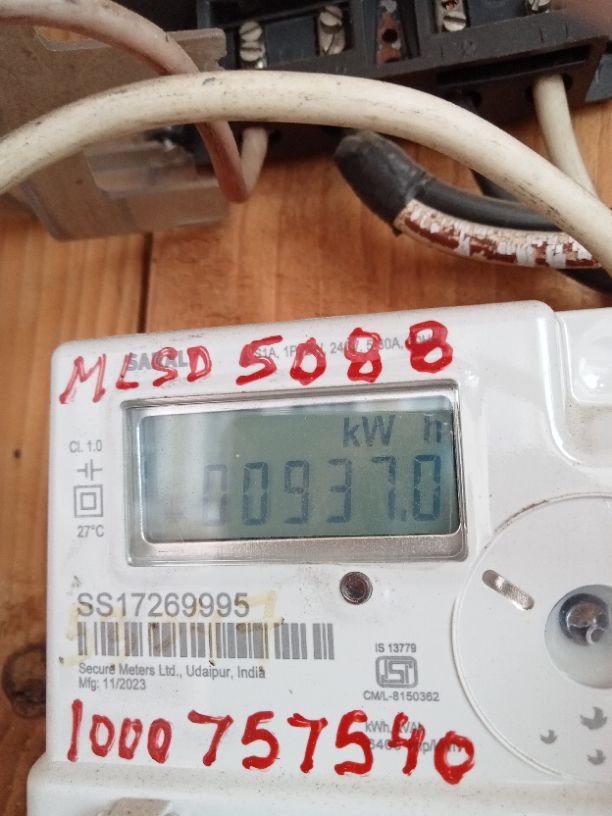 MLSD 5088
kW h
00937.0
Cl. 1.0
27°C
SS17269995
Secure Meters Ltd., Udaipur, India
Mfg: 11/2023
IS 13779
CM/L-8150362
1000757540